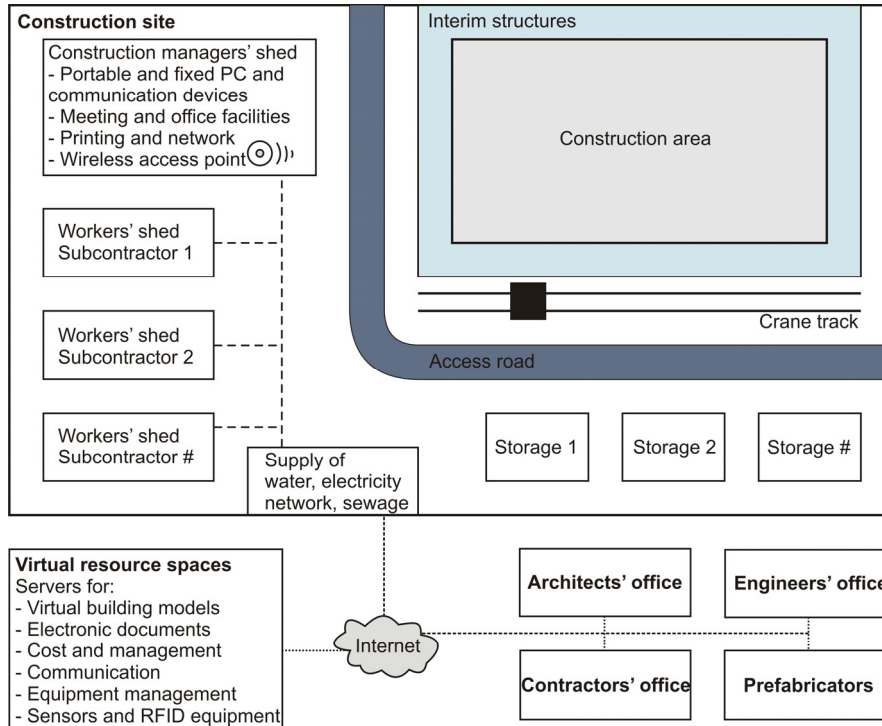 Construction site
Construction managers' shed
- Portable and fixed PC and
communication devices
- Meeting and office facilities
- Printing and network
- Wireless access point
Interim structures
Construction area
Workers' shed
Subcontractor 1
Crane track
Workers' shed
Subcontractor 2
Access road
Workers' shed
Subcontractor #
Storage 1
Storage 2
Storage #
Supply of
water, electricity
network, sewage
Virtual resource spaces
Servers for:
- Virtual building models
- Electronic documents
- Cost and management
- Communication
- Equipment management
- Sensors and RFID equipment
Internet
Architects' office
Engineers' office
Contractors' office
Prefabricators